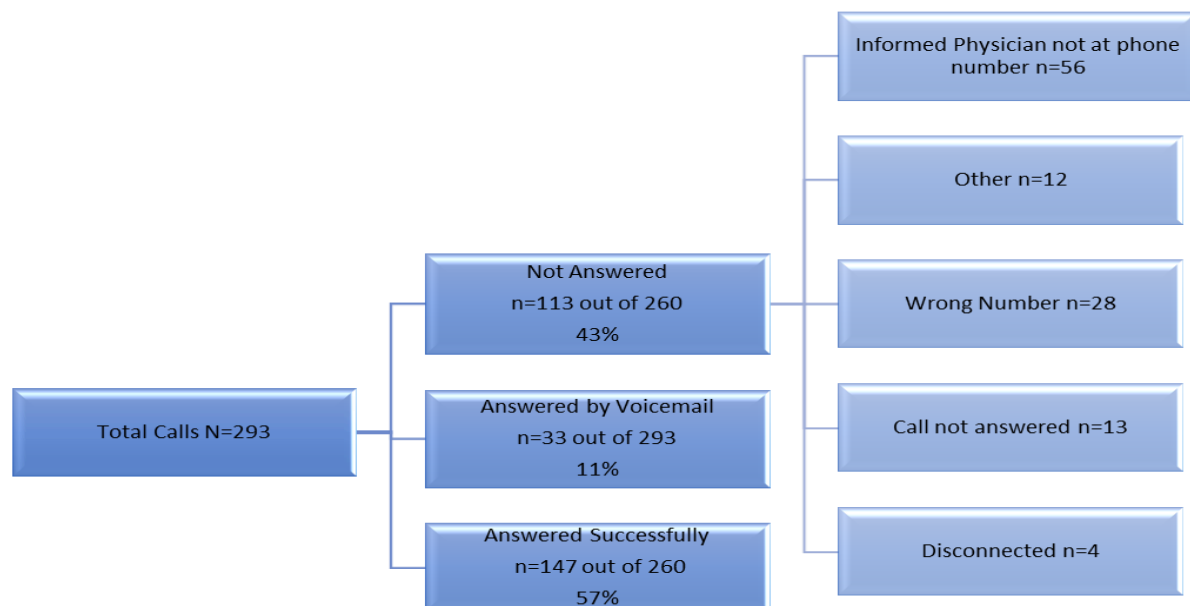 Total Calls N=293
Not Answered
n=113 out of 260
43%
Answered by Voicemail
n=33 out of 293
11%
Answered Successfully
n=147 out of 260
57%
Informed Physician not at phone
number n=56
Other n=12
Wrong Number n=28
Call not answered n=13
Disconnected n=4